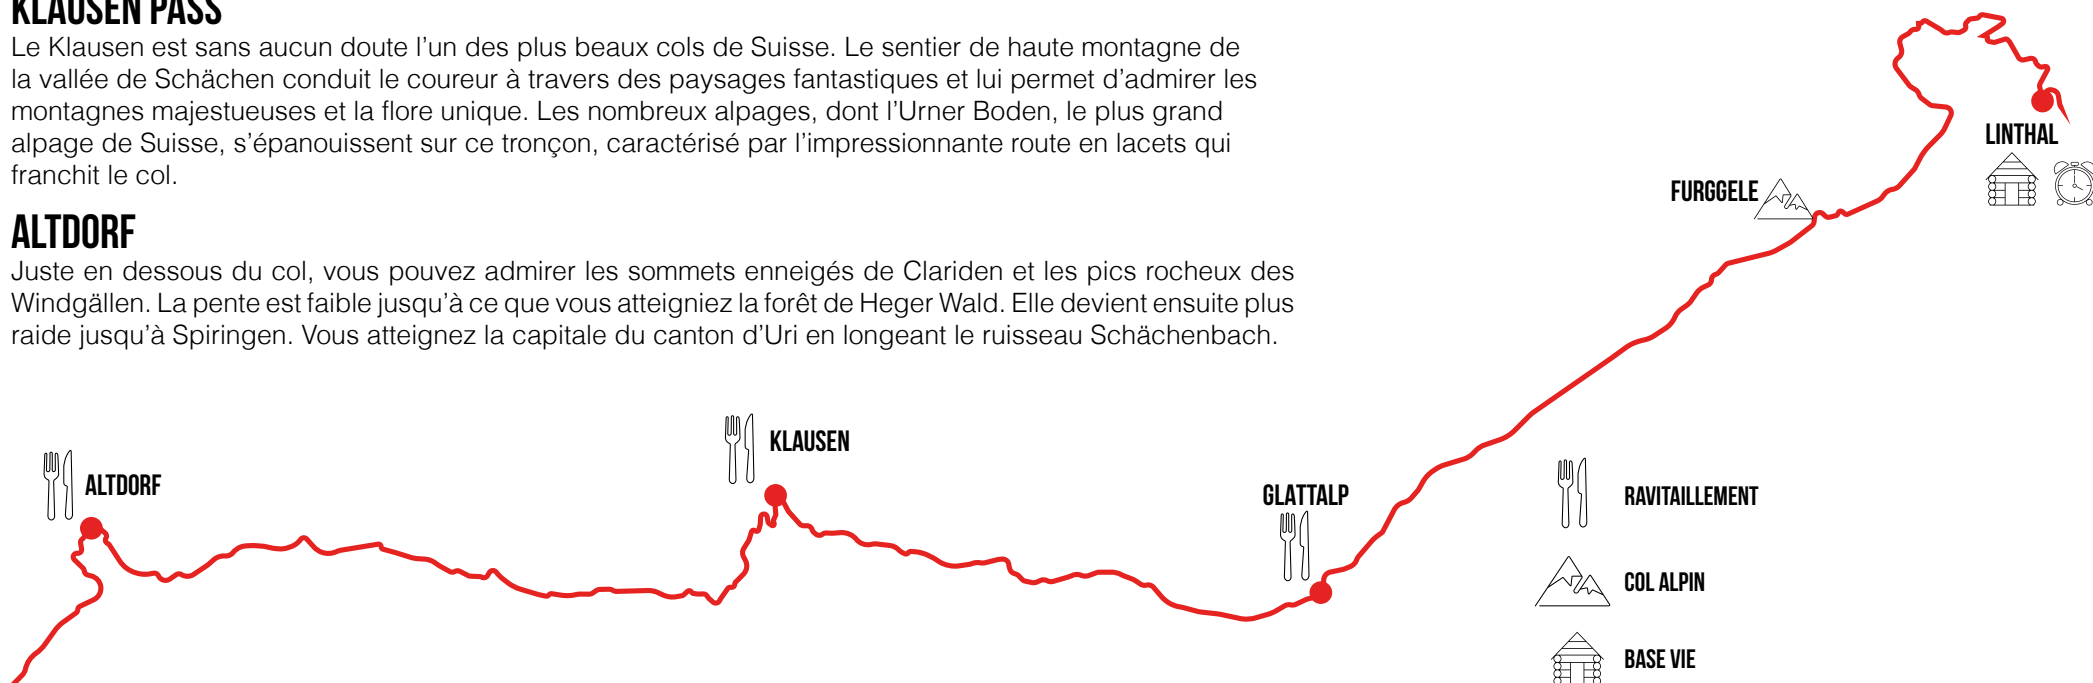 KLAUSEN PASS
Le Klausen est sans aucun doute l’un des plus beaux cols de Suisse. Le sentier de haute montagne de
la vallée de Schächen conduit le coureur à travers des paysages fantastiques et lui permet d’admirer les
montagnes majestueuses et la flore unique. Les nombreux alpages, dont l’Urner Boden, le plus grand
alpage de Suisse, s’épanouissent sur ce tronçon, caractérisé par l’impressionnante route en lacets qui
franchit le col.
ALTDORF
Juste en dessous du col, vous pouvez admirer les sommets enneigés de Clariden et les pics rocheux des
Windgällen. La pente est faible jusqu’à ce que vous atteigniez la forêt de Heger Wald. Elle devient ensuite plus
raide jusqu’à Spiringen. Vous atteignez la capitale du canton d’Uri en longeant le ruisseau Schächenbach.
LINTHAL
FURGGELE
KLAUSEN
ALTDORF
GLATTALP
RAVITAILLEMENT
COL ALPIN
BASE VIE